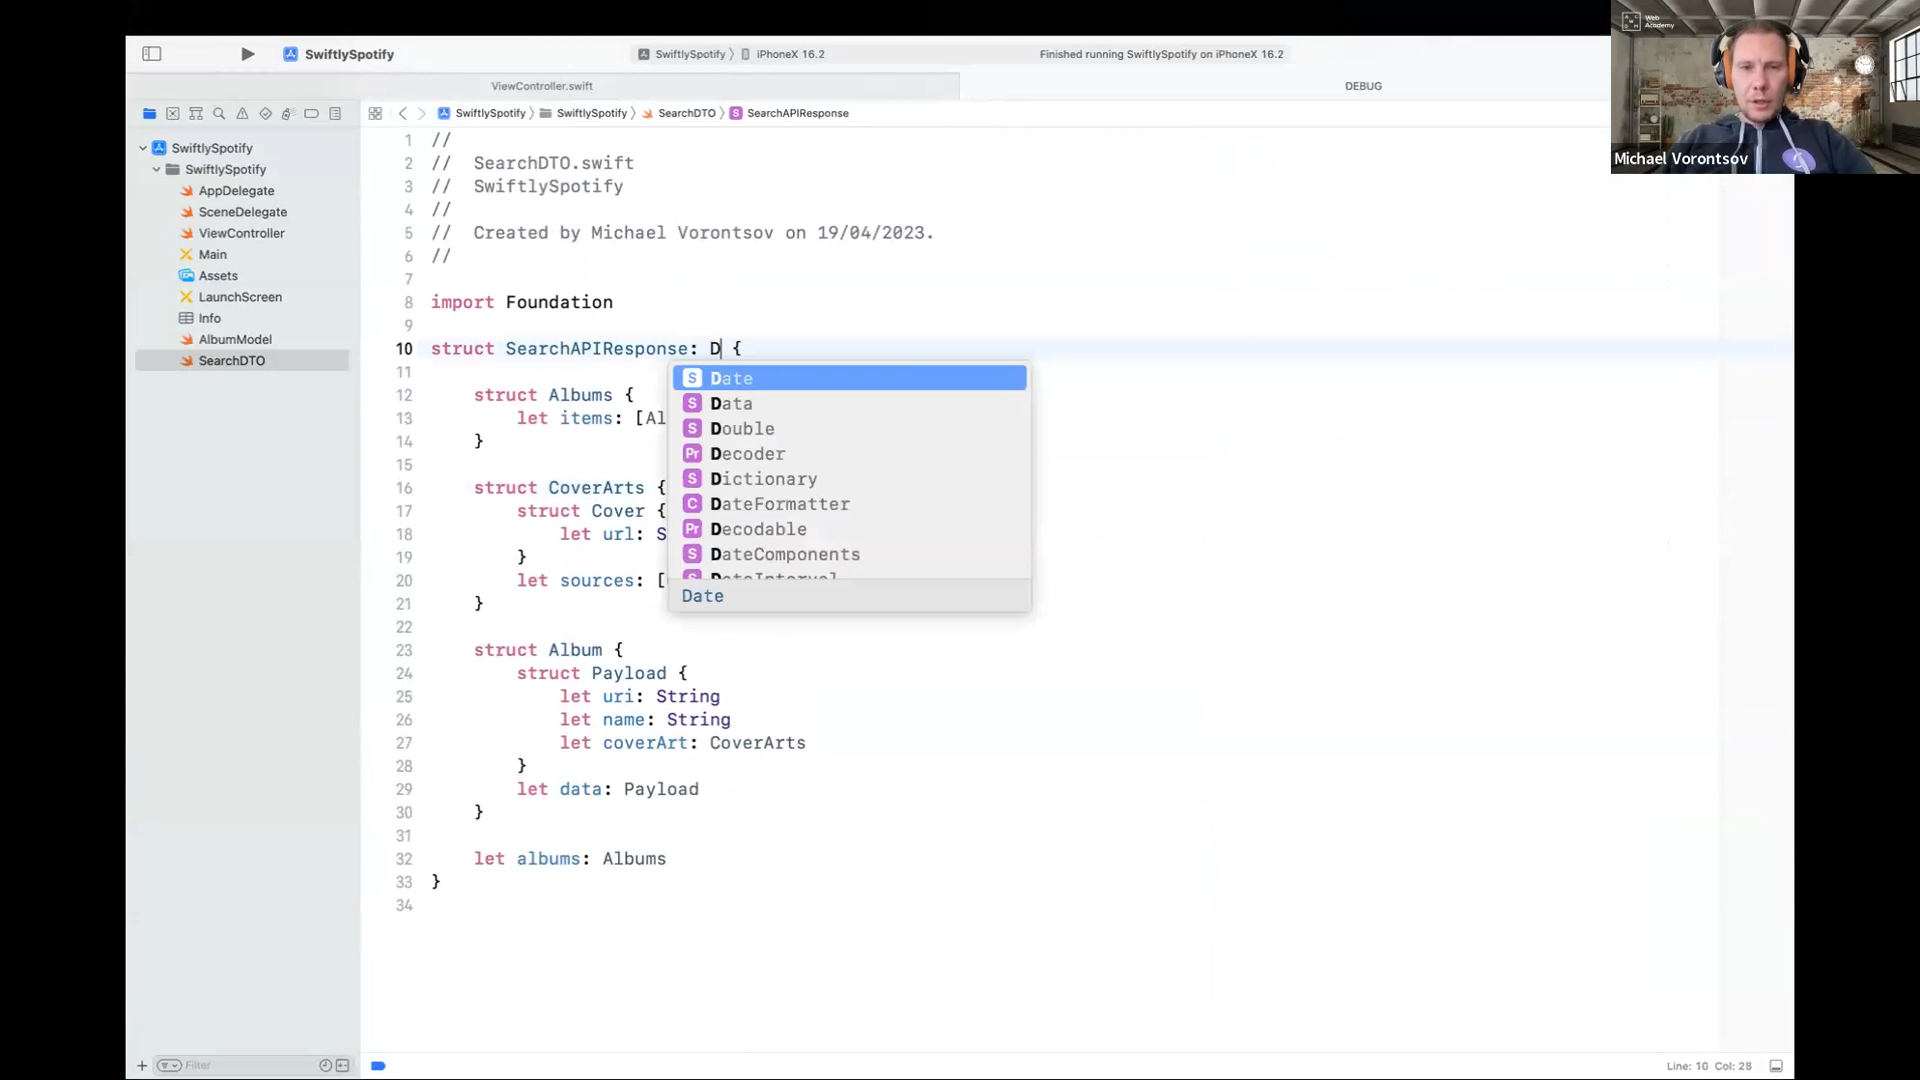 SwiftlySpotify
SwiftlySpotify
iPhoneX 16.2
Finished running SwiftlySpotify on iPhoneX 16.2
Web
Academy
Michael Vorontsov
ViewController.swift
DEBUG
SwiftlySpotify
SwiftlySpotify
SearchDTO
SearchAPIResponse
SwiftlySpotify
SwiftlySpotify
AppDelegate
SceneDelegate
ViewController
Main
Assets
LaunchScreen
Info
AlbumModel
SearchDTO
Filter
1 //
2 // SearchDTO.swift
3 // SwiftlySpotify
4 //
5 // Created by Michael Vorontsov on 19/04/2023.
6 //
7
8 import Foundation
9
10 struct SearchAPIResponse: D {
11
12 struct Albums {
13 let items: [Al
14 }
15
16 struct CoverArts {
17 struct Cover {
18 let url: S
19 }
20 let sources: [
21 }
22
23 struct Album {
24 struct Payload {
25 let uri: String
26 let name: String
27 let coverArt: CoverArts
28 }
29 let data: Payload
30 }
31
32 let albums: Albums
33 }
34
S Date
S Data
S Double
Pr Decoder
S Dictionary
C DateFormatter
Pr Decodable
S DateComponents
S DateInterval
Date
Line: 10 Col: 28